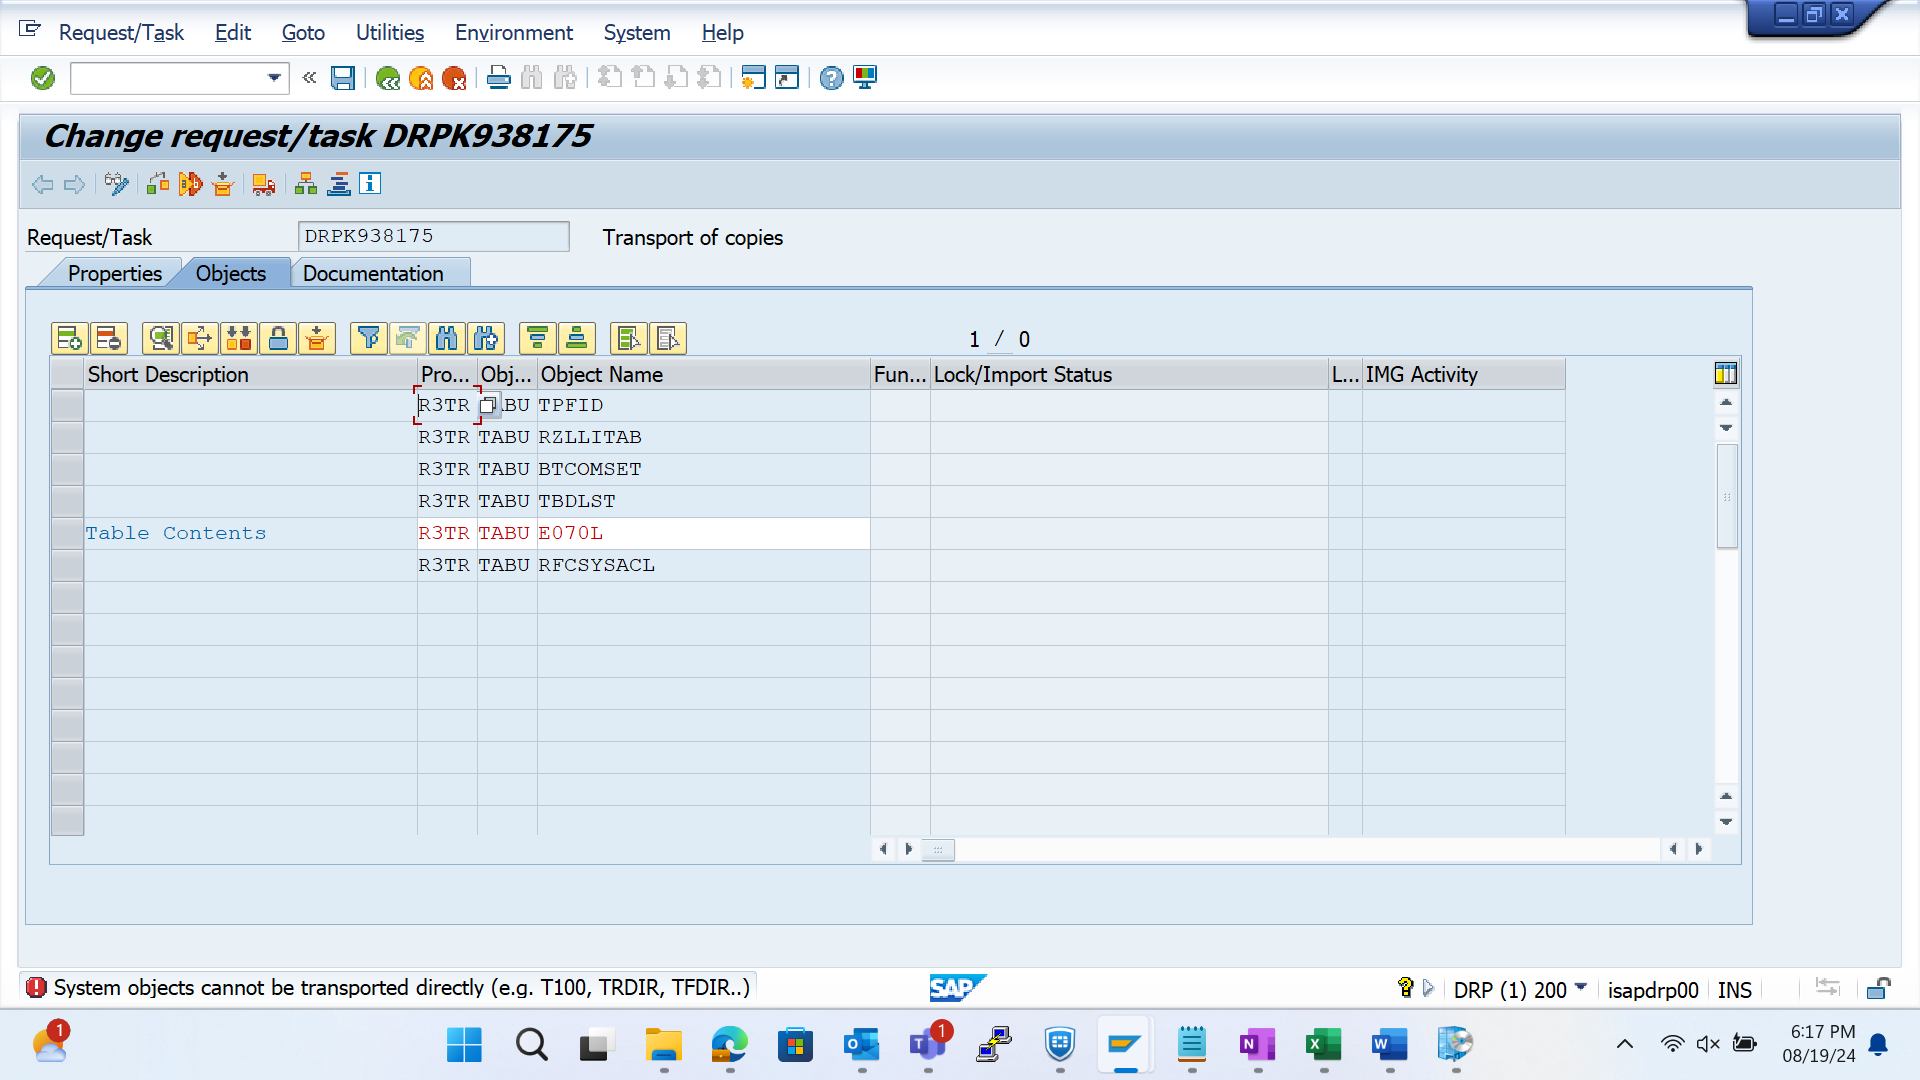 Request/Task Edit Goto Utilities Environment System Help
Change request/task DRPK938175
Request/Task DRPK938175 Transport of copies
Properties Objects Documentation
1 / 0
Short Description Pro... Obj... Object Name Fun... Lock/Import Status L... IMG Activity
R3TR ABU TPFID
R3TR TABU RZLLITAB
R3TR TABU BTCOMSET
R3TR TABU TBDLST
Table Contents R3TR TABU E070L
R3TR TABU RFCSYSACL
System objects cannot be transported directly (e.g. T100, TRDIR, TFDIR..) SAP DRP (1) 200 isapdrp00 INS
1 1 6:17 PM
08/19/24